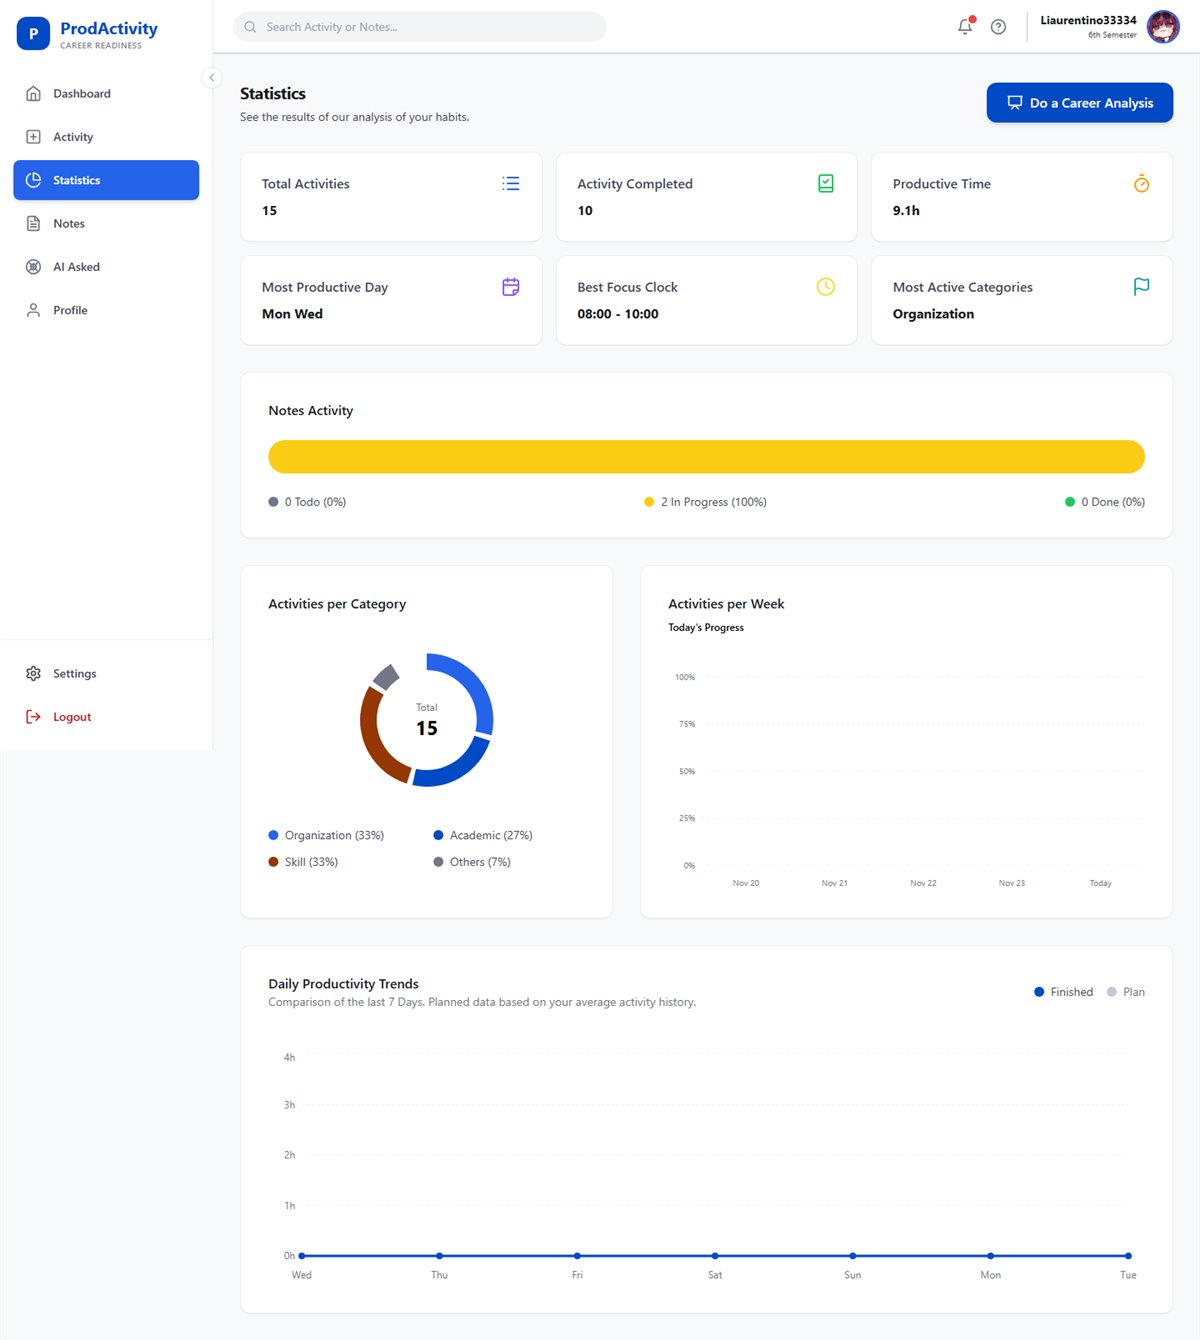 P
ProdActivity
CAREER READINESS
Search Activity or Notes...
Liaurentino33334
6th Semester
Dashboard
Activity
Statistics
Notes
AI Asked
Profile
Settings
Logout
Statistics
See the results of our analysis of your habits.
Do a Career Analysis
Total Activities
15
Activity Completed
10
Productive Time
9.1h
Most Productive Day
Mon Wed
Best Focus Clock
08:00 - 10:00
Most Active Categories
Organization
Notes Activity
0 Todo (0%)
2 In Progress (100%)
0 Done (0%)
Activities per Category
Total
15
Organization (33%)
Academic (27%)
Skill (33%)
Others (7%)
Activities per Week
Today's Progress
100%
75%
50%
25%
0%
Nov 20
Nov 21
Nov 22
Nov 23
Today
Daily Productivity Trends
Comparison of the last 7 Days. Planned data based on your average activity history.
Finished
Plan
4h
3h
2h
1h
0h
Wed
Thu
Fri
Sat
Sun
Mon
Tue